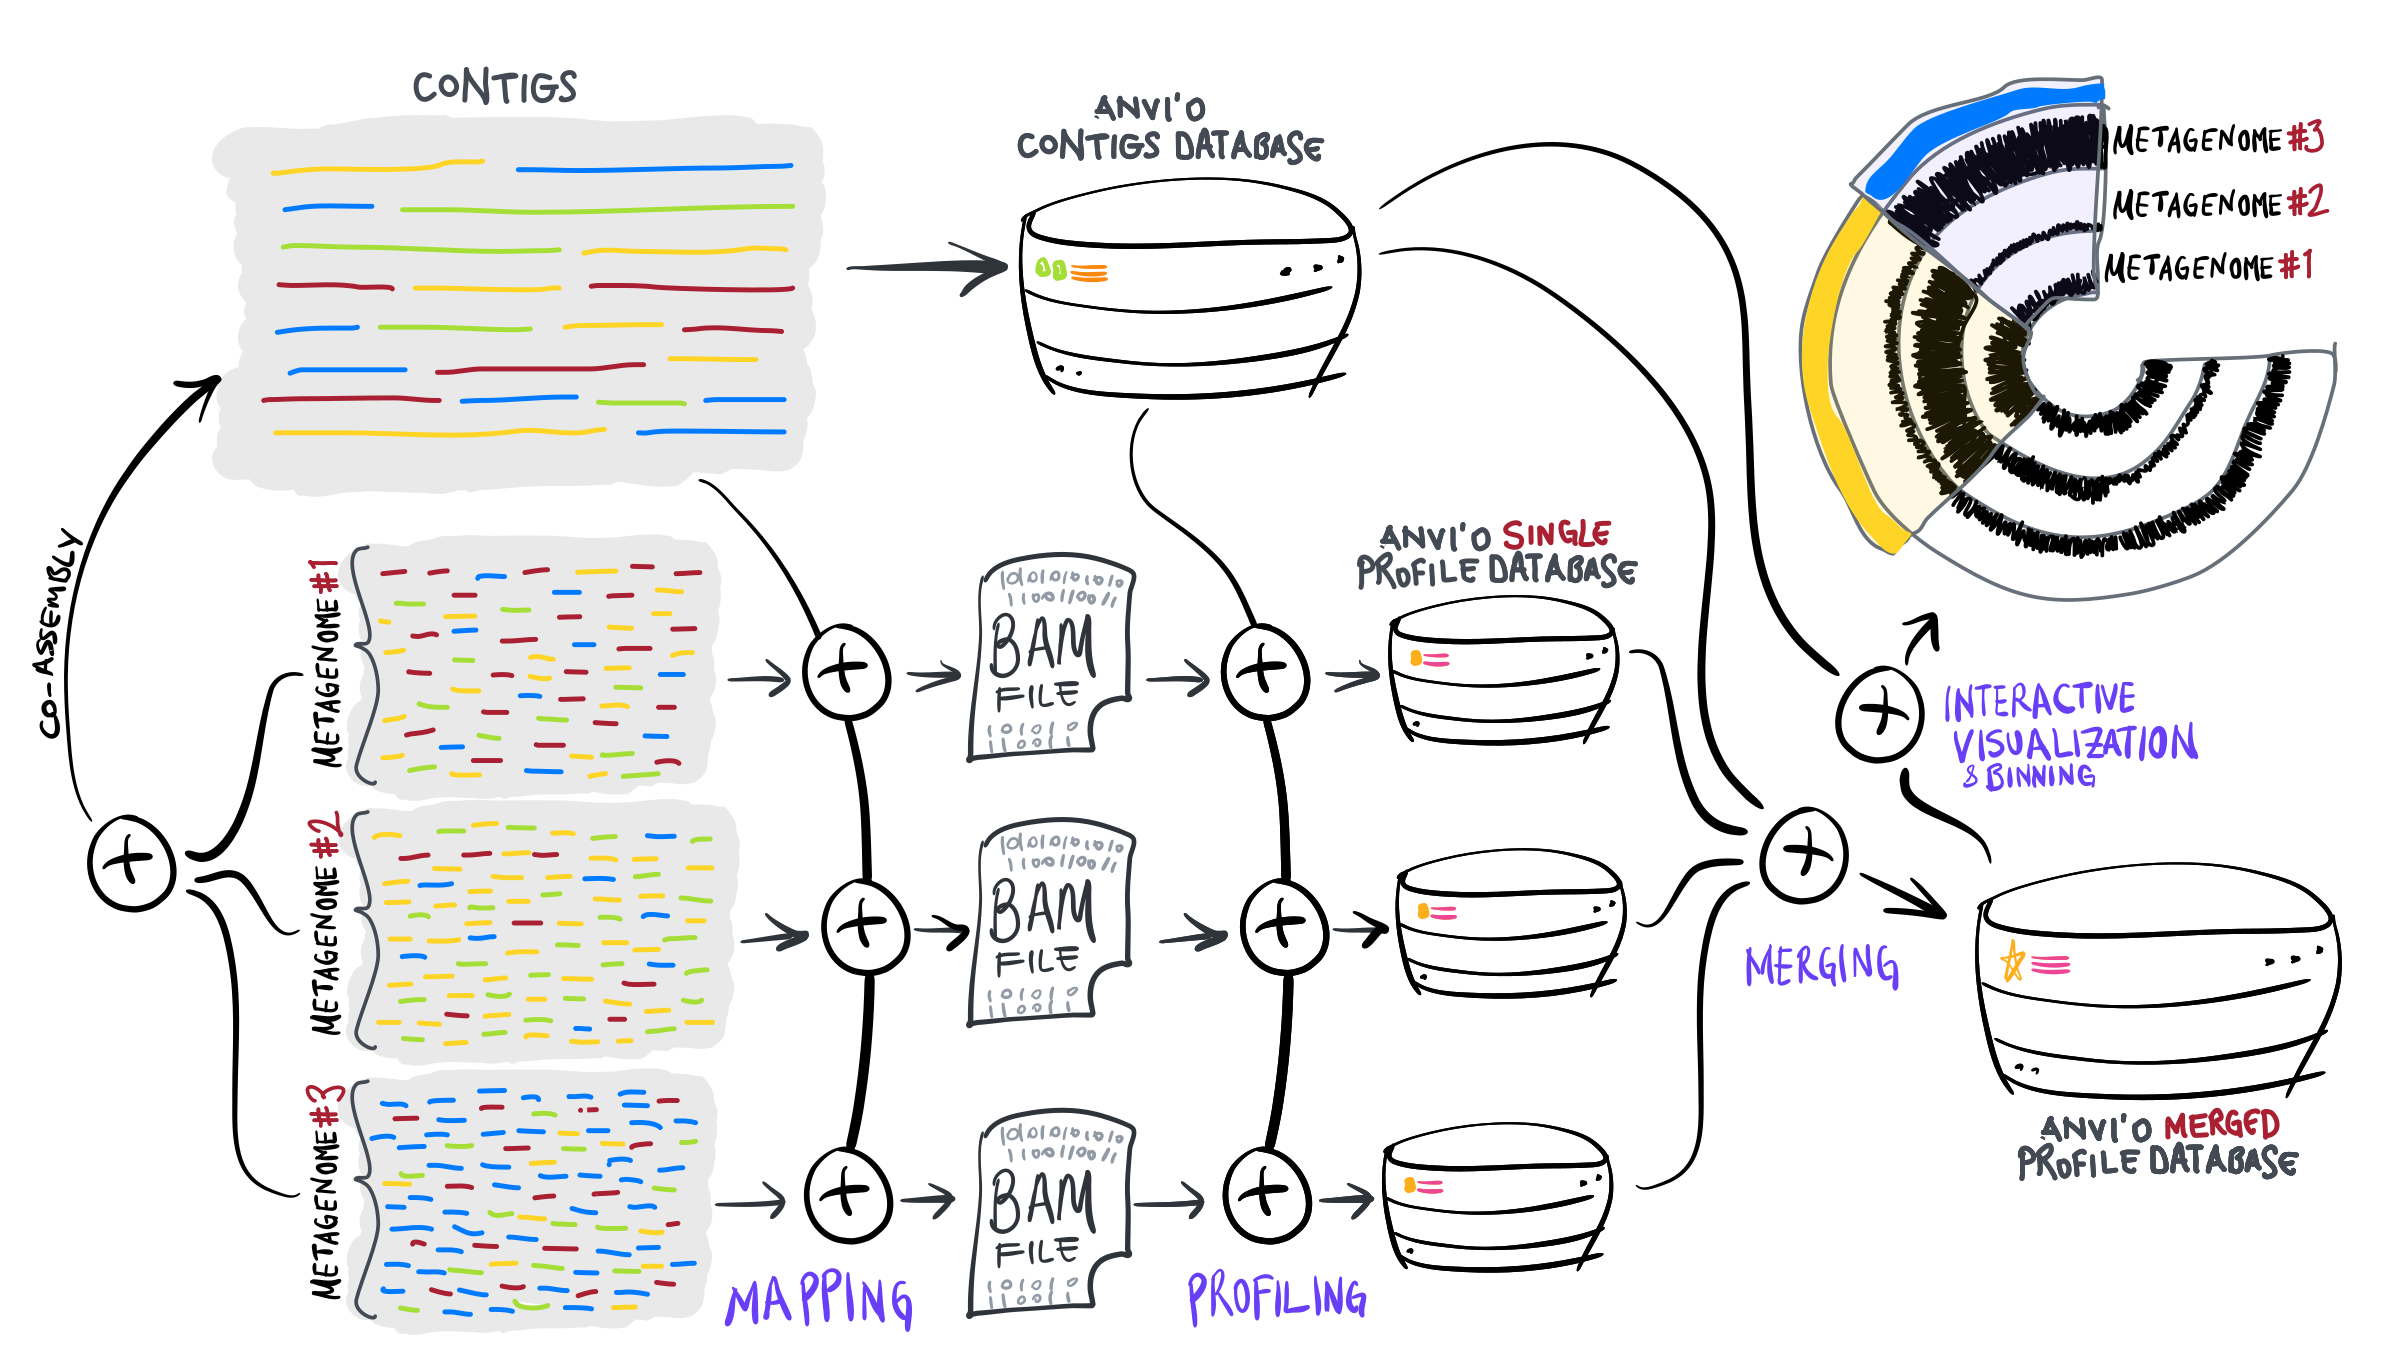 CONTIGS
ANVI'O
CONTIGS DATABASE
METAGENOME #3
METAGENOME #2
METAGENOME #1
CO-ASSEMBLY
METAGENOME #1
METAGENOME #2
METAGENOME #3
BAM
FILE
BAM
FILE
BAM
FILE
MAPPING
PROFILING
ANVI'O SINGLE
PROFILE DATABASE
MERGING
INTERACTIVE
VISUALIZATION
& BINNING
ANVI'O MERGED
PROFILE DATABASE